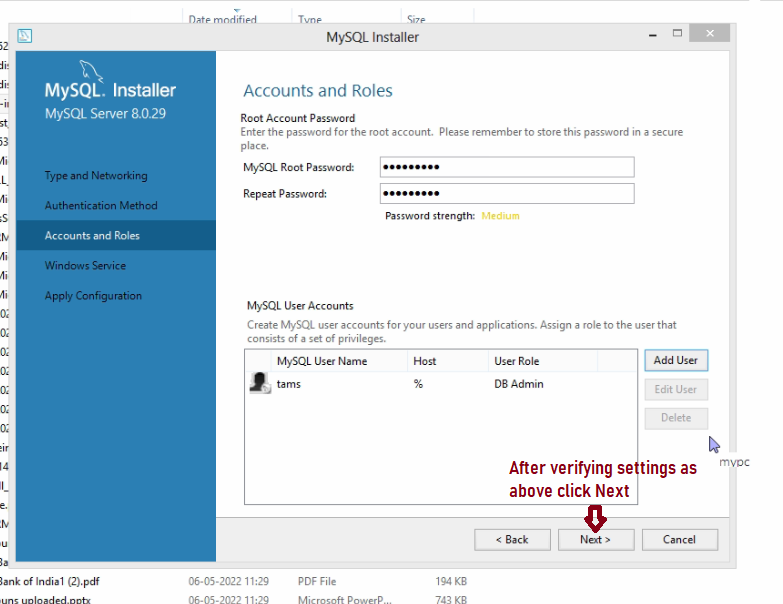 Date modified Type Size
MySQL Installer
MySQL® Installer
MySQL Server 8.0.29
Type and Networking
Authentication Method
Accounts and Roles
Windows Service
Apply Configuration
Accounts and Roles
Root Account Password
Enter the password for the root account. Please remember to store this password in a secure
place.
MySQL Root Password: ●●●●●●●●●
Repeat Password: ●●●●●●●●●
Password strength: Medium
MySQL User Accounts
Create MySQL user accounts for your users and applications. Assign a role to the user that
consists of a set of privileges.
MySQL User Name Host User Role
tams % DB Admin
Add User
Edit User
Delete
mvpc
After verifying settings as
above click Next
< Back Next > Cancel
Bank of India1 (2).pdf 06-05-2022 11:29 PDF File 194 KB
uns uploaded.pptx 06-05-2022 11:29 Microsoft PowerP... 743 KB